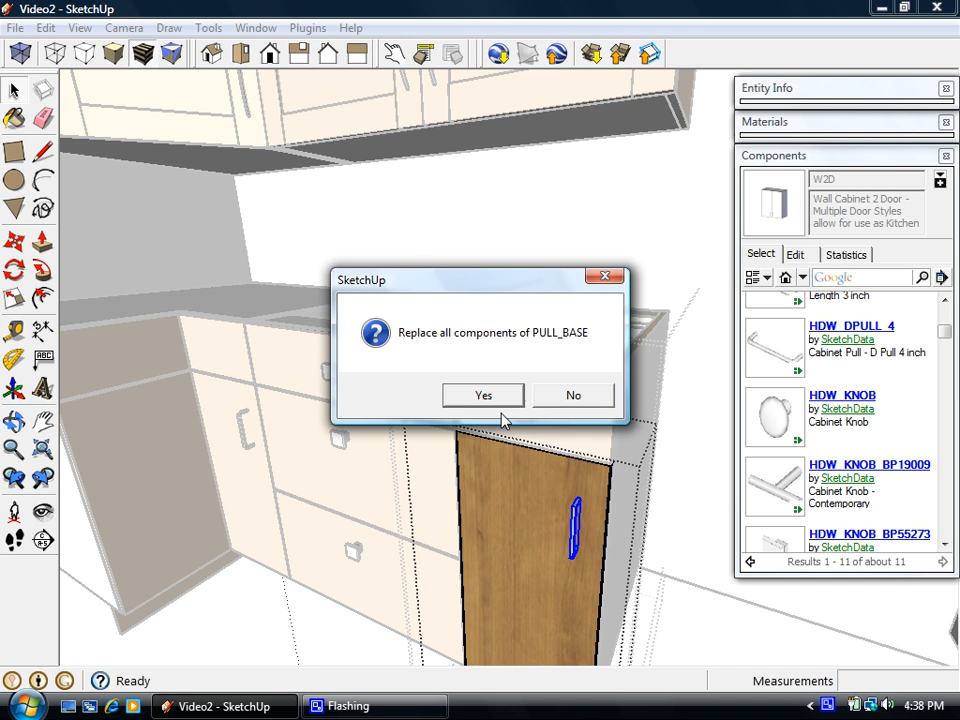 Video2 - SketchUp
File Edit View Camera Draw Tools Window Plugins Help
Entity Info
Materials
Components
W2D
Wall Cabinet 2 Door -
Multiple Door Styles
allow for use as Kitchen
Select Edit Statistics
Google
Length 3 inch
HDW_DPULL_4
by SketchData
Cabinet Pull - D Pull 4 inch
HDW_KNOB
by SketchData
Cabinet Knob
HDW_KNOB_BP19009
by SketchData
Cabinet Knob -
Contemporary
HDW_KNOB_BP55273
by SketchData
Results 1 - 11 of about 11
SketchUp
Replace all components of PULL_BASE
Yes No
ABC
A
Ready
Measurements
Video2 - SketchUp
Flashing
4:38 PM